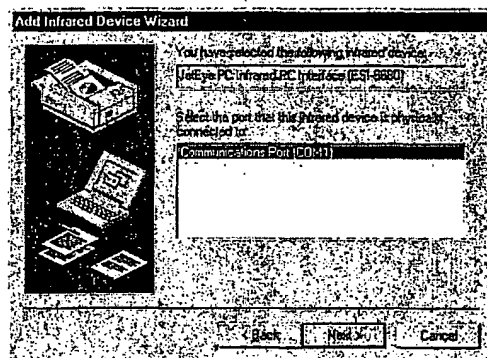 Add Infrared Device Wizard
You have selected the following infrared device:
JetEye PC Infrared PC Interface (ESI-9680)
Select the port that this infrared device is physically
connected to:
Communications Port (COM1)
< Back
Next >
Cancel